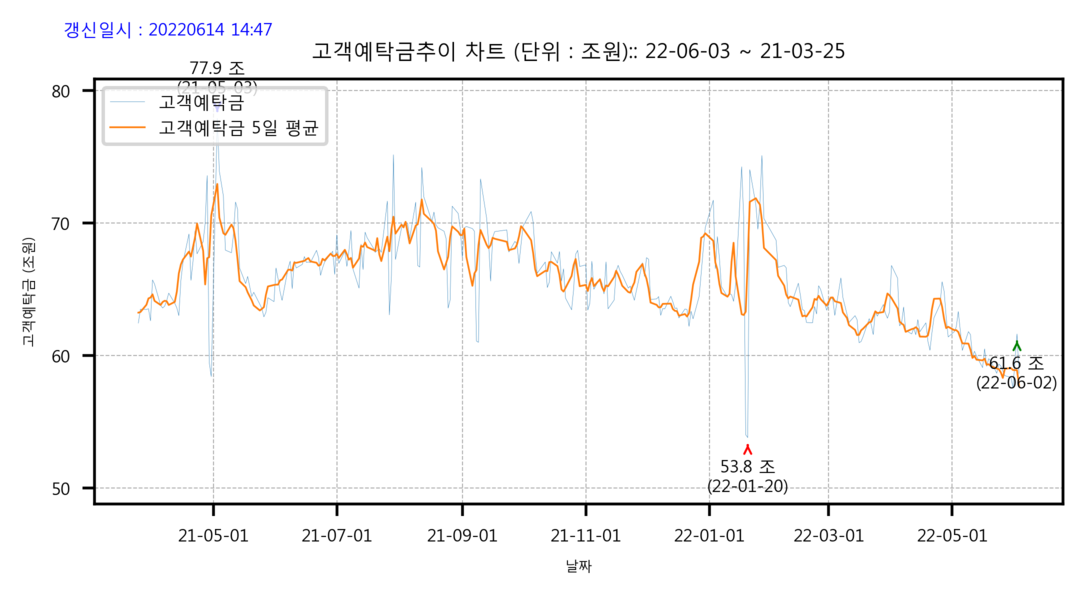 갱신일시 : 20220614 14:47
고객예탁금추이 차트 (단위 : 조원):: 22-06-03 ~ 21-03-25
77.9 조
(21-05-03)
고객예탁금
고객예탁금 5일 평균
고객예탁금 (조원)
80
70
60
50
61.6 조
(22-06-02)
53.8 조
(22-01-20)
21-05-01
21-07-01
21-09-01
21-11-01
22-01-01
22-03-01
22-05-01
날짜